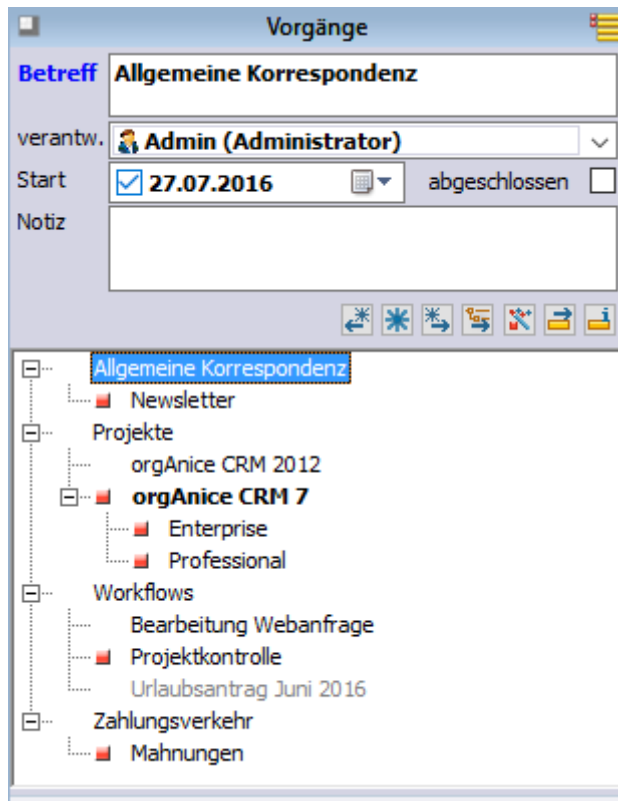 Vorgänge
Betreff Allgemeine Korrespondenz
verantw. Admin (Administrator)
Start 27.07.2016 abgeschlossen
Notiz
Allgemeine Korrespondenz
Newsletter
Projekte
orgAnice CRM 2012
orgAnice CRM 7
Enterprise
Professional
Workflows
Bearbeitung Webanfrage
Projektkontrolle
Urlaubsantrag Juni 2016
Zahlungsverkehr
Mahnungen